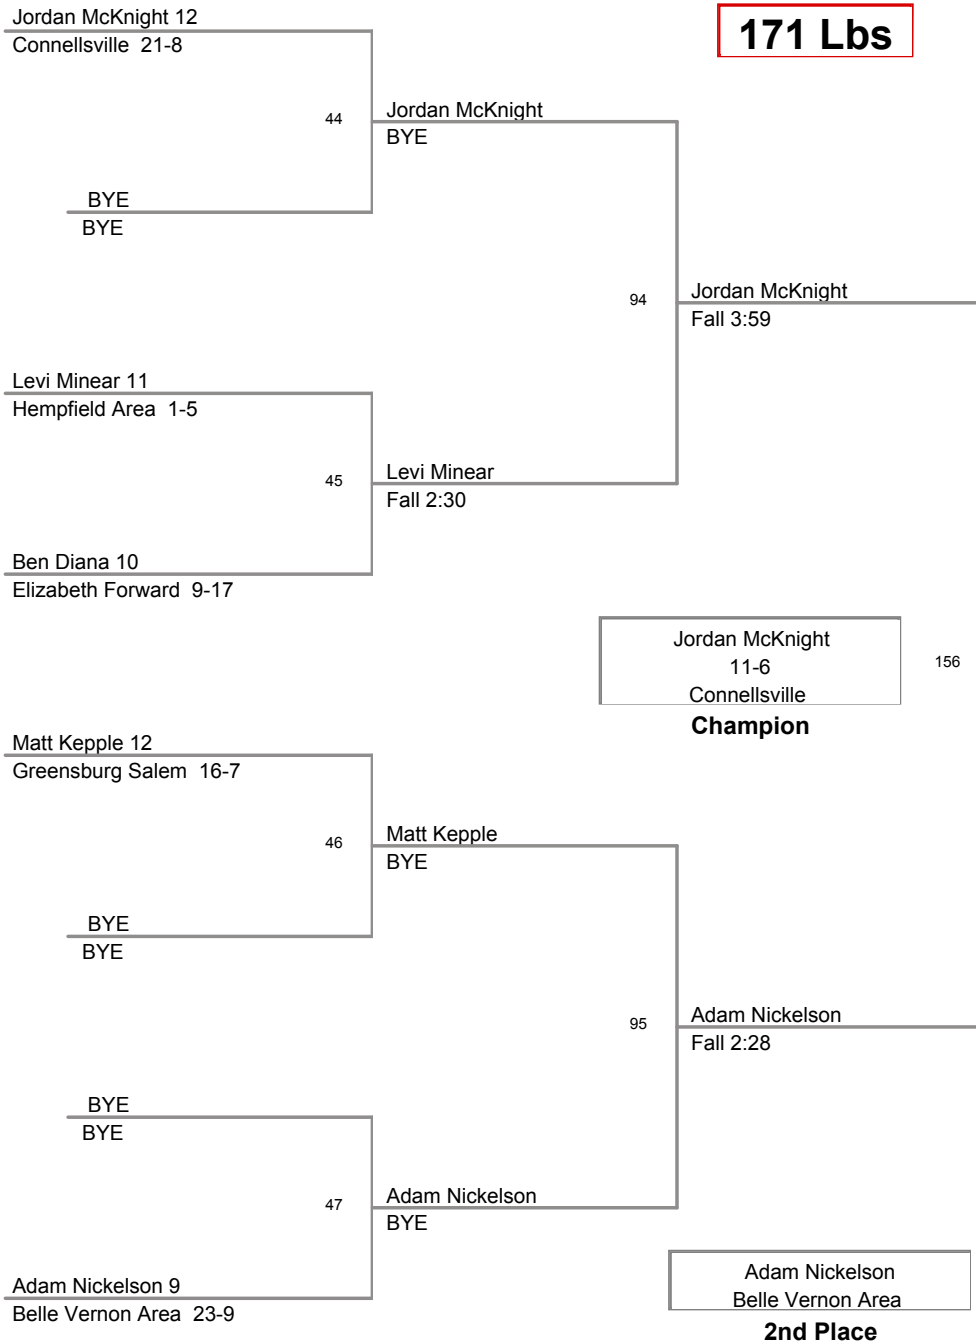 Jordan McKnight 12
171 Lbs
Connellsville 21-8
44
Jordan McKnight
BYE
BYE
BYE
94
Jordan McKnight
Fall 3:59
Levi Minear 11
Hempfield Area 1-5
45
Levi Minear
Fall 2:30
Ben Diana 10
Elizabeth Forward 9-17
Jordan McKnight
11-6
Connellsville
156
Champion
Matt Kepple 12
Greensburg Salem 16-7
46
Matt Kepple
BYE
BYE
BYE
95
Adam Nickelson
Fall 2:28
BYE
BYE
47
Adam Nickelson
BYE
Adam Nickelson 9
Belle Vernon Area 23-9
Adam Nickelson
Belle Vernon Area
2nd Place